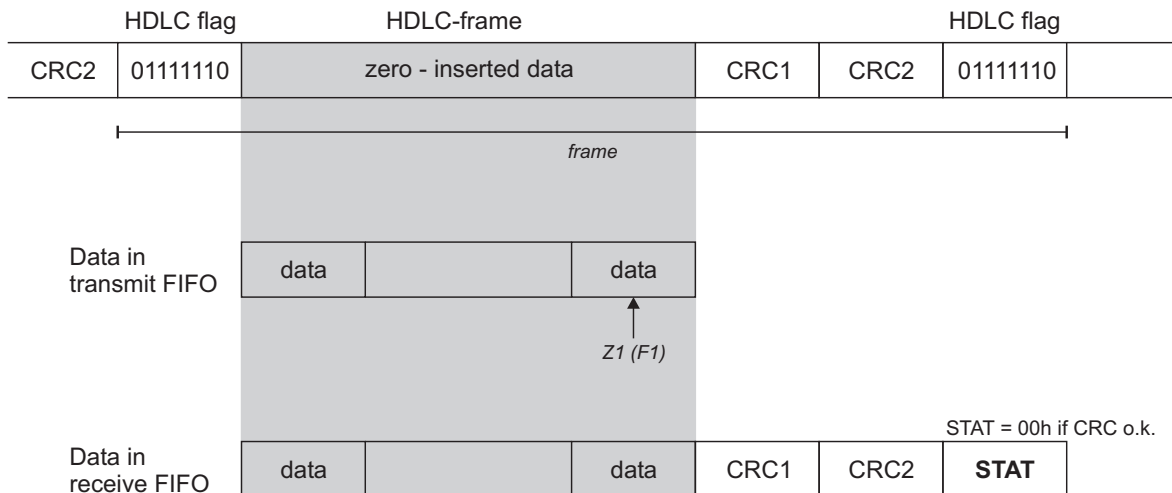 HDLC flag HDLC-frame HDLC flag
CRC2 01111110 zero - inserted data CRC1 CRC2 01111110
frame
Data in
transmit FIFO data data
Z1 (F1)
STAT = 00h if CRC o.k.
Data in
receive FIFO data data CRC1 CRC2 STAT